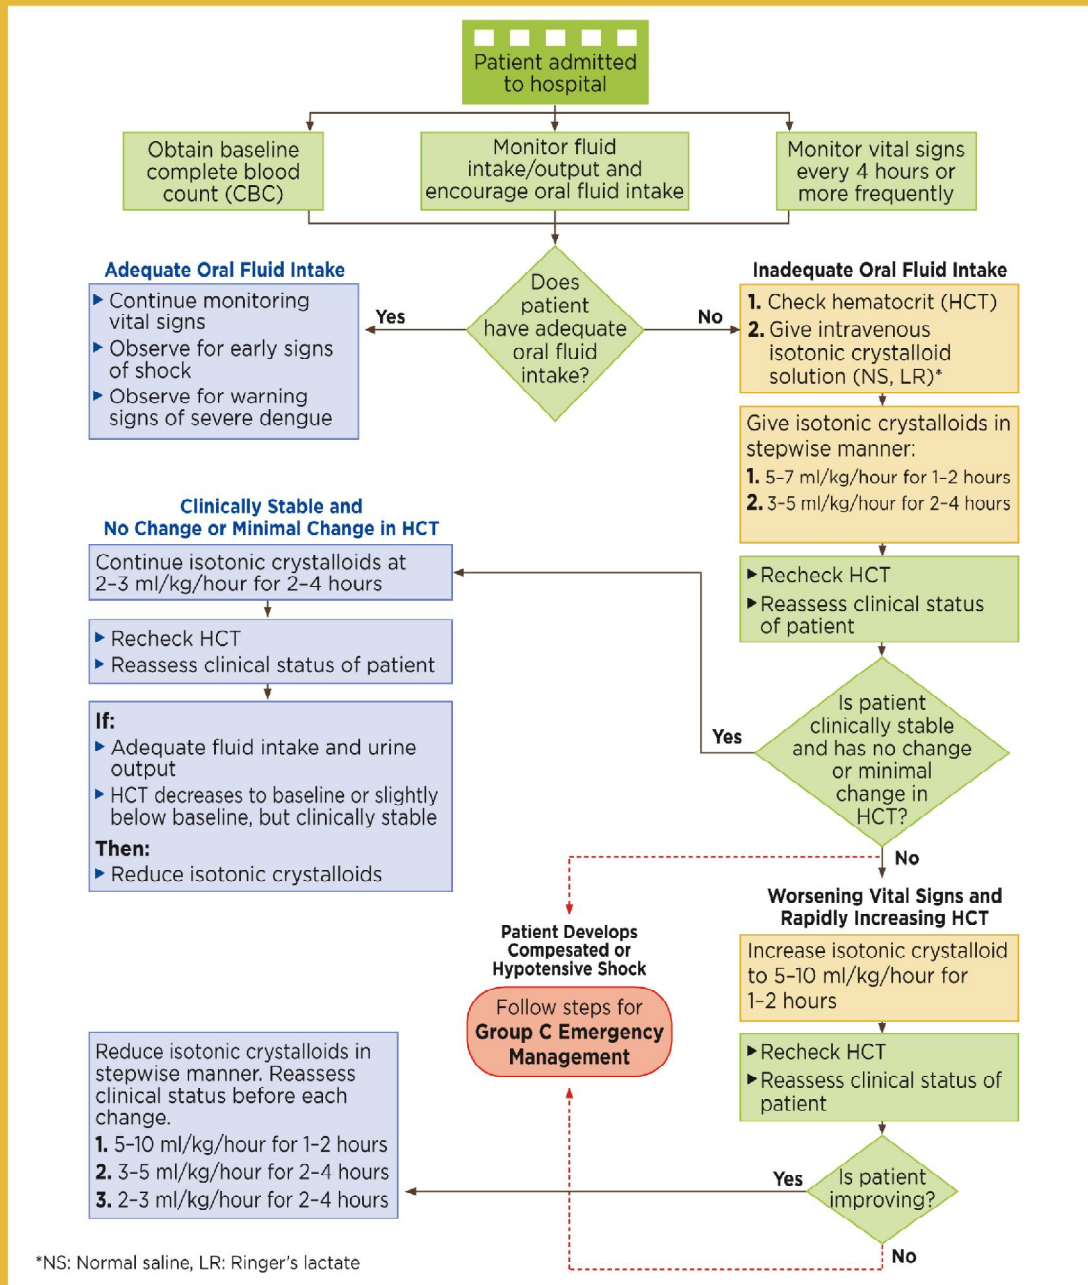 Patient admitted
to hospital
Obtain baseline
complete blood
count (CBC)
Monitor fluid
intake/output and
encourage oral fluid intake
Monitor vital signs
every 4 hours or
more frequently
Does
patient
have adequate
oral fluid
intake?
Yes
No
Adequate Oral Fluid Intake
▶ Continue monitoring
vital signs
▶ Observe for early signs
of shock
▶ Observe for warning
signs of severe dengue
Inadequate Oral Fluid Intake
1. Check hematocrit (HCT)
2. Give intravenous
isotonic crystalloid
solution (NS, LR)*
Give isotonic crystalloids in
stepwise manner:
1. 5–7 ml/kg/hour for 1–2 hours
2. 3–5 ml/kg/hour for 2–4 hours
▶ Recheck HCT
▶ Reassess clinical status
of patient
Is patient
clinically stable
and has no change
or minimal
change in
HCT?
Yes
No
Clinically Stable and
No Change or Minimal Change in HCT
Continue isotonic crystalloids at
2–3 ml/kg/hour for 2–4 hours
▶ Recheck HCT
▶ Reassess clinical status of patient
If:
▶ Adequate fluid intake and urine
output
▶ HCT decreases to baseline or slightly
below baseline, but clinically stable
Then:
▶ Reduce isotonic crystalloids
Worsening Vital Signs and
Rapidly Increasing HCT
Increase isotonic crystalloid
to 5–10 ml/kg/hour for
1–2 hours
▶ Recheck HCT
▶ Reassess clinical status of
patient
Is patient
improving?
Yes
No
Patient Develops
Compesated or
Hypotensive Shock
Follow steps for
Group C Emergency
Management
Reduce isotonic crystalloids in
stepwise manner. Reassess
clinical status before each
change.
1. 5–10 ml/kg/hour for 1–2 hours
2. 3–5 ml/kg/hour for 2–4 hours
3. 2–3 ml/kg/hour for 2–4 hours
*NS: Normal saline, LR: Ringer's lactate